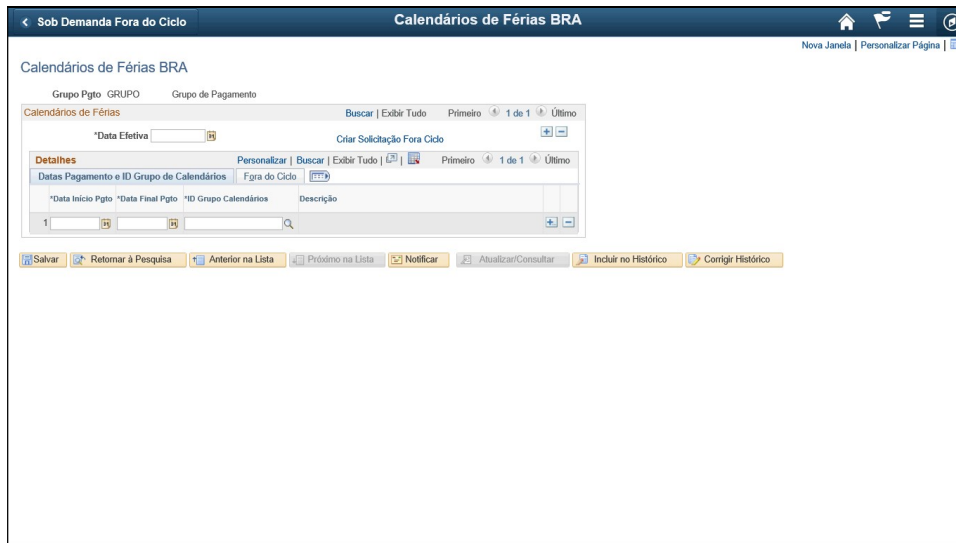 Sob Demanda Fora do Ciclo
Calendários de Férias BRA
Nova Janela | Personalizar Página |
Calendários de Férias BRA
Grupo Pgto GRUPO Grupo de Pagamento
Calendários de Férias Buscar | Exibir Tudo Primeiro 1 de 1 Último
*Data Efetiva Criar Solicitação Fora Ciclo
Detalhes Personalizar | Buscar | Exibir Tudo | | Primeiro 1 de 1 Último
Datas Pagamento e ID Grupo de Calendários Fora do Ciclo
*Data Início Pgto *Data Final Pgto *ID Grupo Calendários Descrição
1
Salvar Retornar à Pesquisa Anterior na Lista Próximo na Lista Notificar Atualizar/Consultar Incluir no Histórico Corrigir Histórico